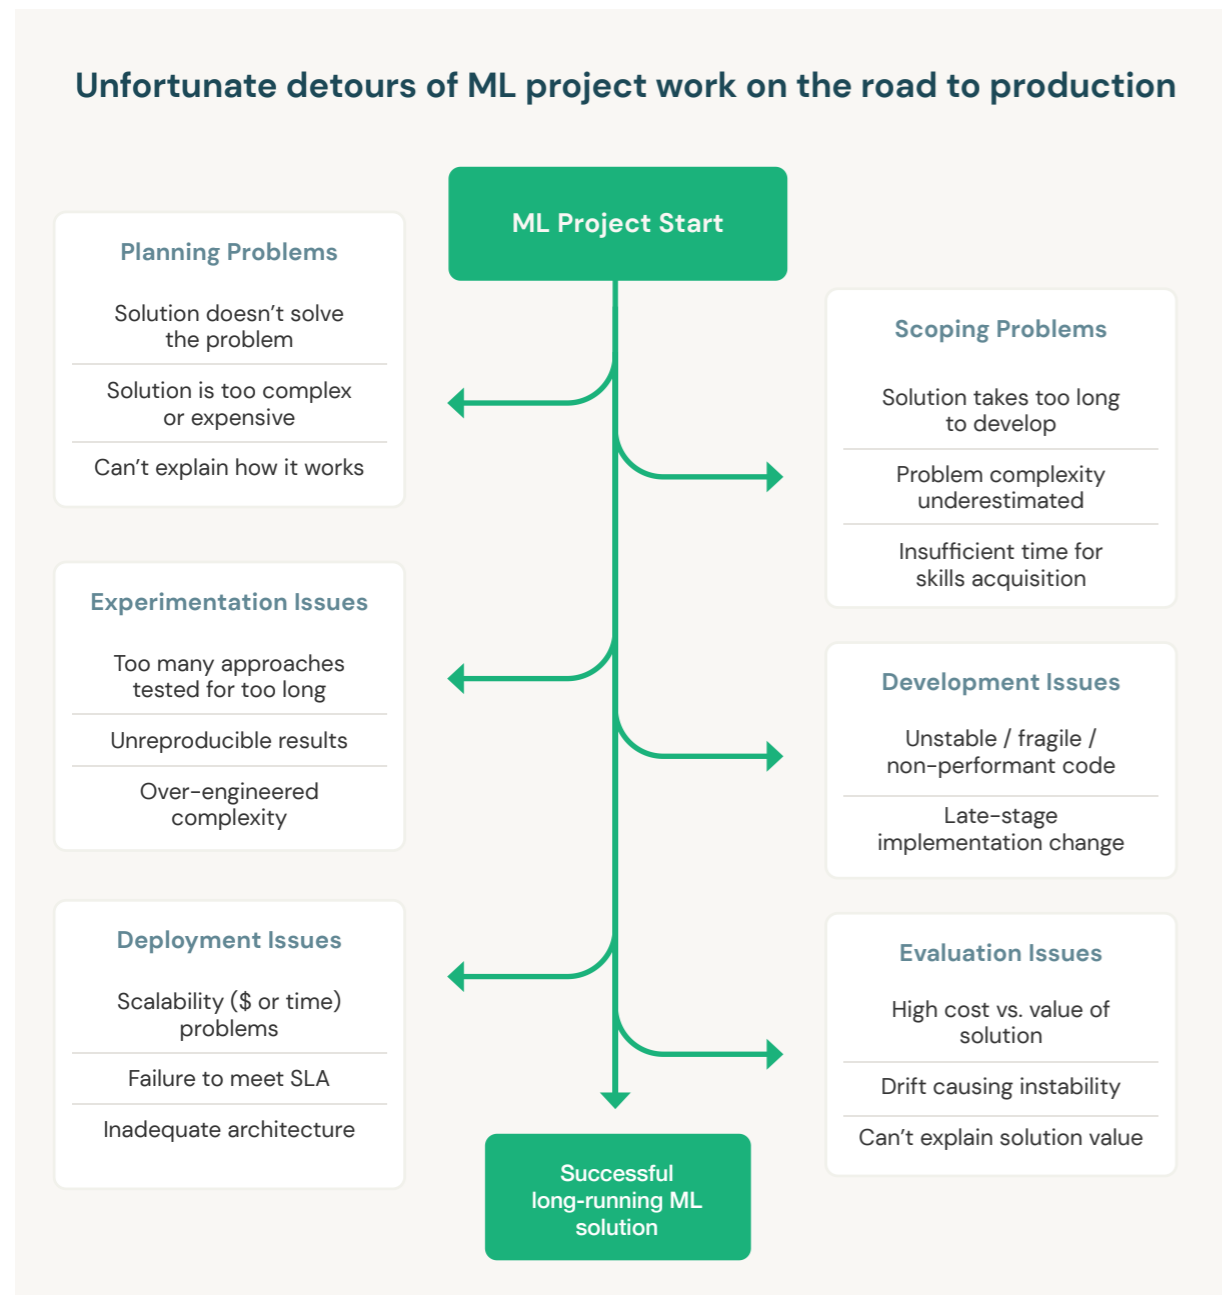 Unfortunate detours of ML project work on the road to production
ML Project Start
Planning Problems
Solution doesn’t solve
the problem
Solution is too complex
or expensive
Can’t explain how it works
Scoping Problems
Solution takes too long
to develop
Problem complexity
underestimated
Insufficient time for
skills acquisition
Experimentation Issues
Too many approaches
tested for too long
Unreproducible results
Over-engineered
complexity
Development Issues
Unstable / fragile /
non-performant code
Late-stage
implementation change
Deployment Issues
Scalability ($ or time)
problems
Failure to meet SLA
Inadequate architecture
Evaluation Issues
High cost vs. value of
solution
Drift causing instability
Can’t explain solution value
Successful
long-running ML
solution